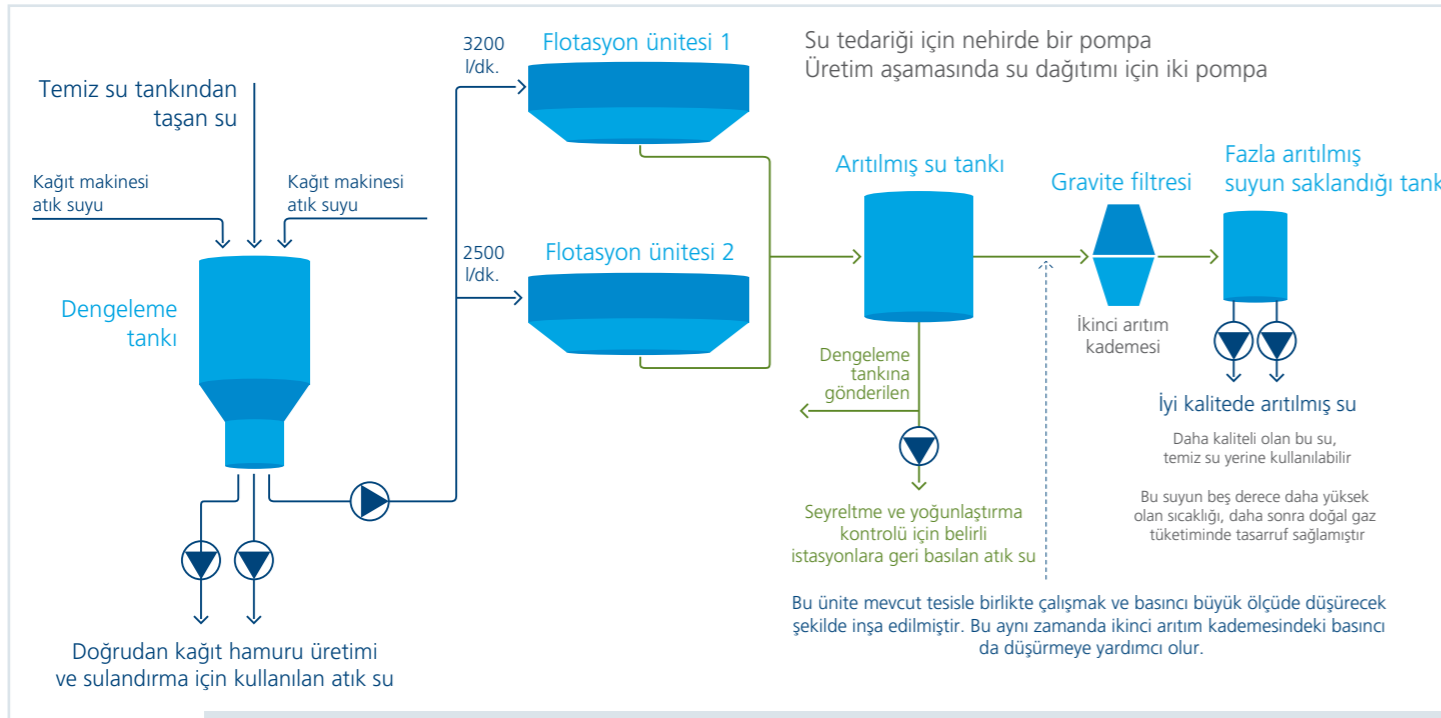 Su tedariği için nehirde bir pompa
Üretim aşamasında su dağıtımı için iki pompa
Temiz su tankından
taşan su
Kağıt makinesi
atık suyu
Kağıt makinesi
atık suyu
Dengeleme
tankı
3200
l/dk.
Flotasyon ünitesi 1
2500
l/dk.
Flotasyon ünitesi 2
Arıtılmış su tankı
Gravite filtresi
Fazla arıtılmış
suyun saklandığı tank
İkinci arıtım
kademesi
Dengeleme
tankına
gönderilen
İyi kalitede arıtılmış su
Daha kaliteli olan bu su,
temiz su yerine kullanılabilir
Bu suyun beş derece daha yüksek
olan sıcaklığı, daha sonra doğal gaz
tüketiminde tasarruf sağlamıştır
Seyreltme ve yoğunlaştırma
kontrolü için belirli
istasyonlara geri basılan atık su
Bu ünite mevcut tesisle birlikte çalışmak ve basıncı büyük ölçüde düşürecek
şekilde inşa edilmiştir. Bu aynı zamanda ikinci arıtım kademesindeki basıncı
da düşürmeye yardımcı olur.
Doğrudan kağıt hamuru üretimi
ve sulandırma için kullanılan atık su